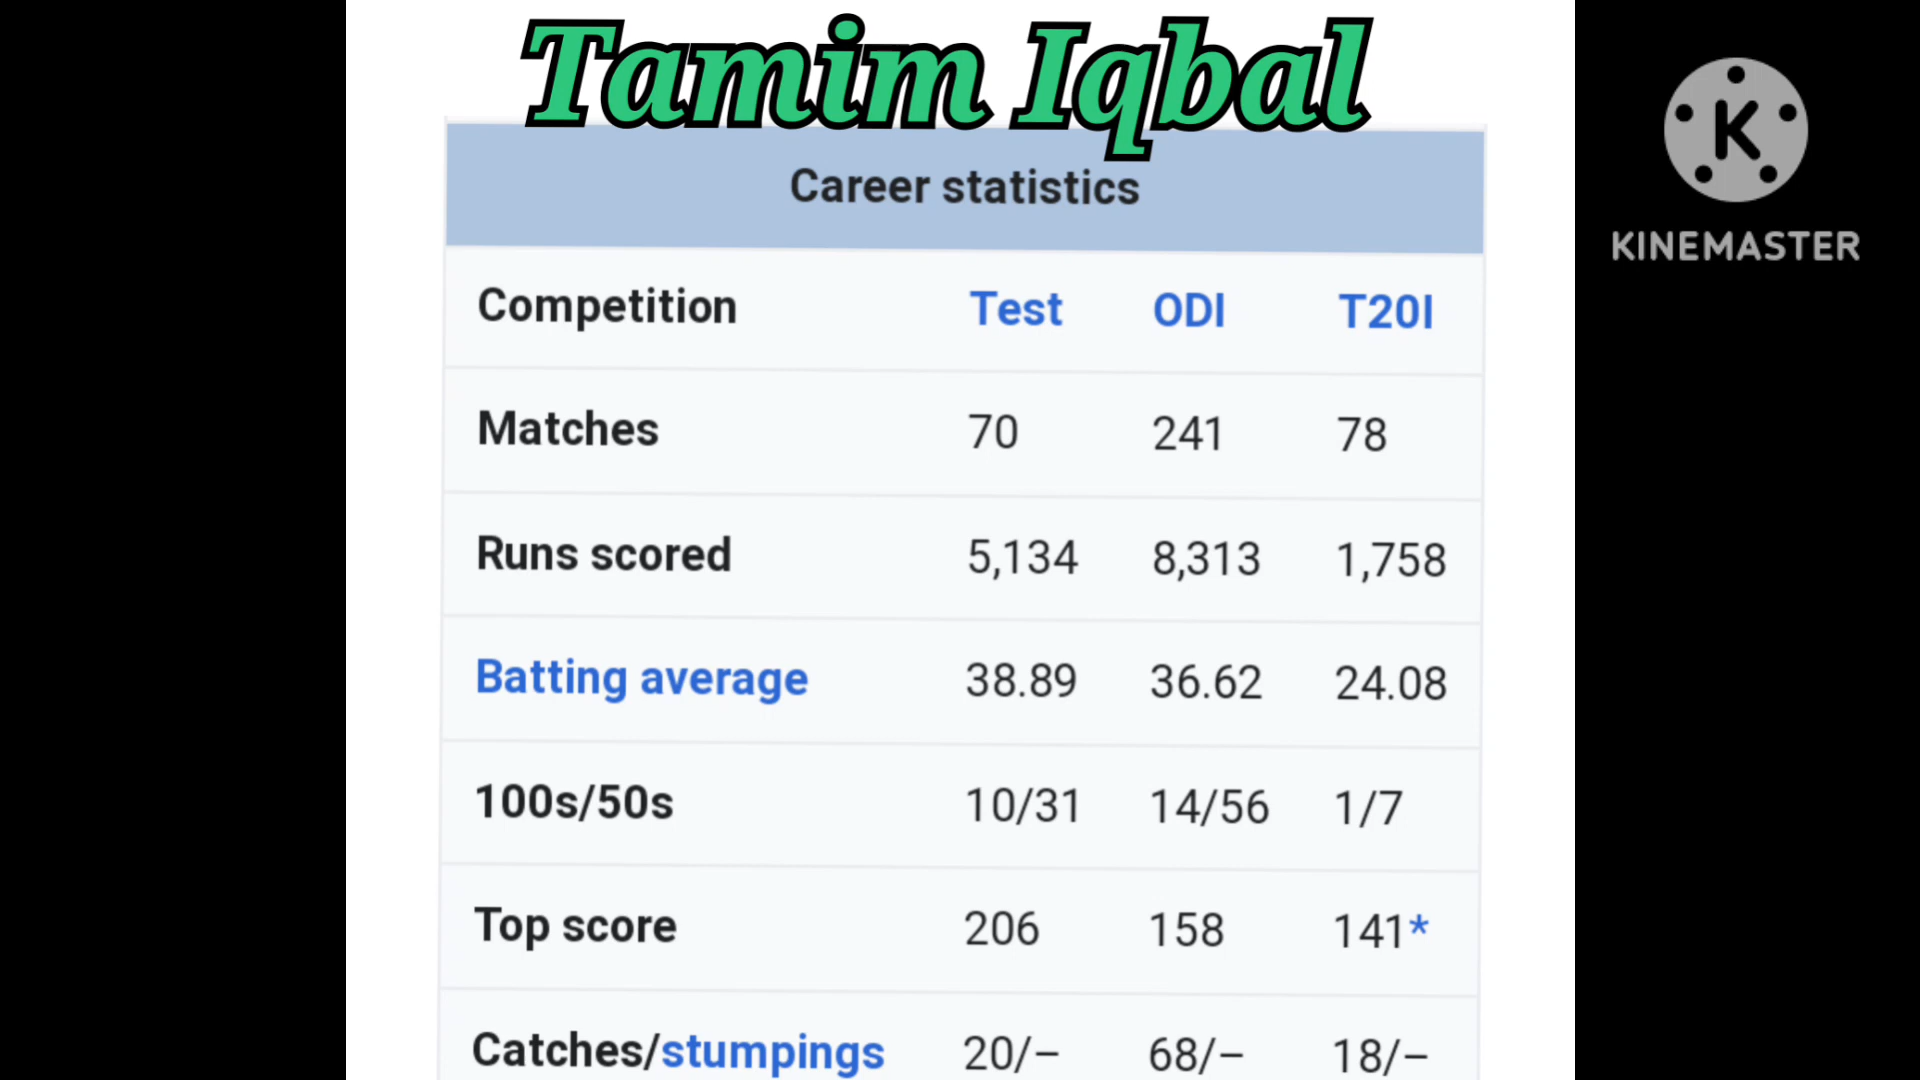 Tamim Iqbal
K
KINEMASTER
Career statistics
Competition Test ODI T20I
Matches 70 241 78
Runs scored 5,134 8,313 1,758
Batting average 38.89 36.62 24.08
100s/50s 10/31 14/56 1/7
Top score 206 158 141*
Catches/stumpings 20/– 68/– 18/–